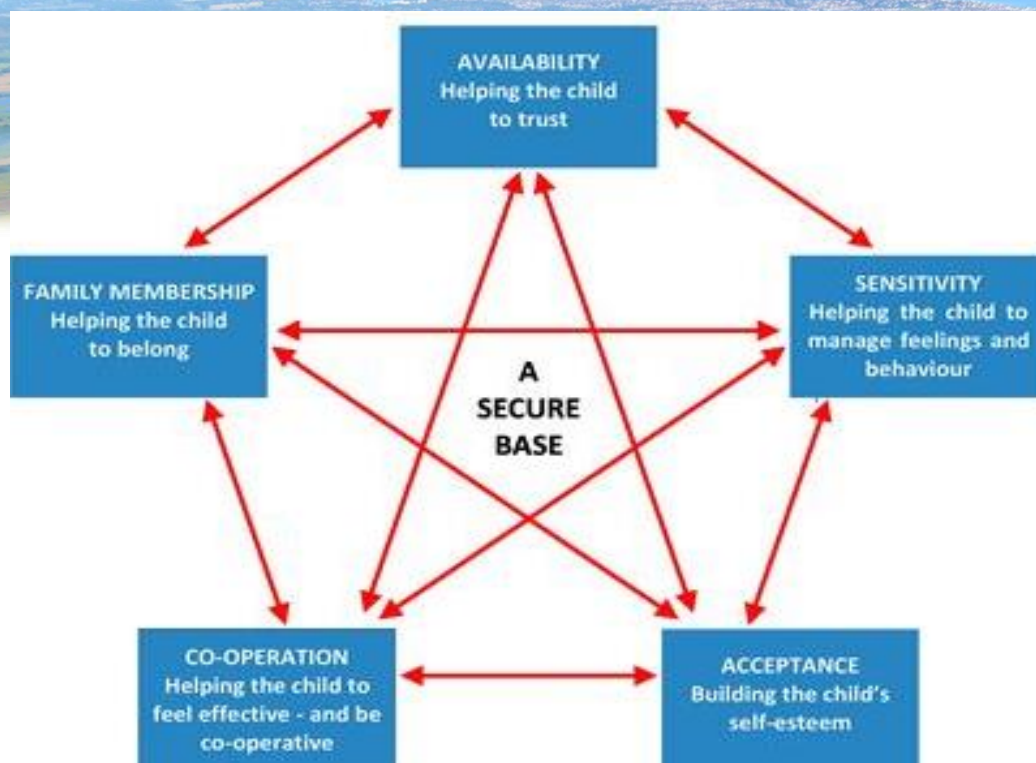 AVAILABILITY
Helping the child
to trust
FAMILY MEMBERSHIP
Helping the child
to belong
SENSITIVITY
Helping the child to
manage feelings and
behaviour
A
SECURE
BASE
CO-OPERATION
Helping the child to
feel effective - and be
co-operative
ACCEPTANCE
Building the child's
self-esteem